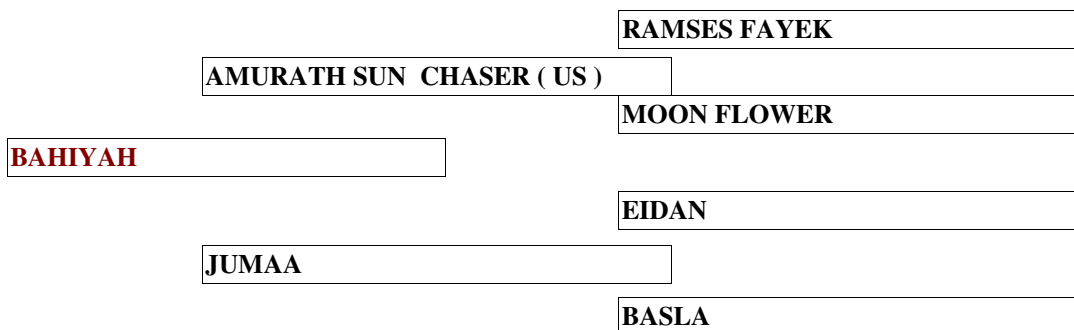 RAMSES FAYEK
AMURATH SUN CHASER ( US )
MOON FLOWER
BAHIYAH
EIDAN
JUMAA
BASLA